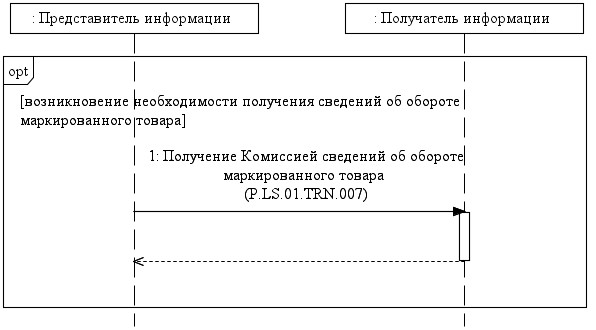 : Представитель информации
: Получатель информации
opt
[возникновение необходимости получения сведений об обороте
маркированного товара]
1: Получение Комиссией сведений об обороте
маркированного товара
(P.LS.01.TRN.007)